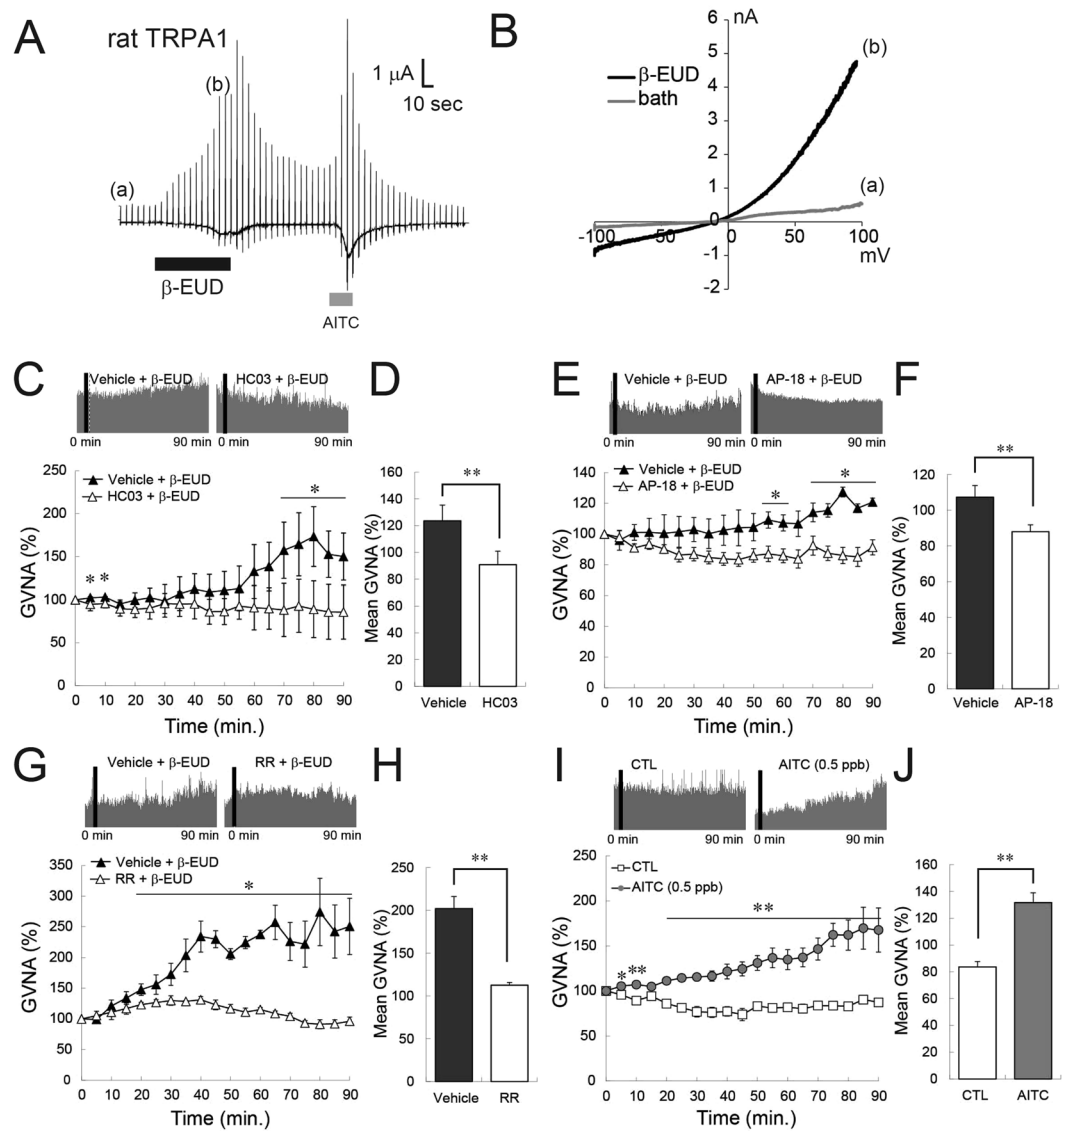 A
rat TRPA1
1 μA
10 sec
(b)
(a)
β-EUD
AITC
B
nA
6
5
4
2
1
0
-1
-2
β-EUD
bath
(b)
(a)
-100
0
50
100
mV
C
Vehicle + β-EUD
HC03 + β-EUD
0 min
90 min
0 min
90 min
250
200
150
100
50
0
GVNA (%)
Vehicle + β-EUD
HC03 + β-EUD
*
* *
0 10 20 30 40 50 60 70 80 90
Time (min.)
D
160
140
120
100
80
60
40
20
0
Mean GVNA (%)
**
Vehicle HC03
E
Vehicle + β-EUD
AP-18 + β-EUD
0 min
90 min
0 min
90 min
140
120
100
80
60
40
20
0
GVNA (%)
Vehicle + β-EUD
AP-18 + β-EUD
*
*
0 10 20 30 40 50 60 70 80 90
Time (min.)
F
120
100
80
60
40
20
0
Mean GVNA (%)
**
Vehicle AP-18
G
Vehicle + β-EUD
RR + β-EUD
0 min
90 min
0 min
90 min
350
300
250
200
150
100
50
0
GVNA (%)
Vehicle + β-EUD
RR + β-EUD
*
0 10 20 30 40 50 60 70 80 90
Time (min.)
H
250
200
150
100
50
0
Mean GVNA (%)
**
Vehicle RR
I
CTL
AITC (0.5 ppb)
0 min
90 min
0 min
90 min
250
200
150
100
50
0
GVNA (%)
CTL
AITC (0.5 ppb)
**
* **
0 10 20 30 40 50 60 70 80 90
Time (min.)
J
160
140
120
100
80
60
40
20
0
Mean GVNA (%)
**
CTL AITC